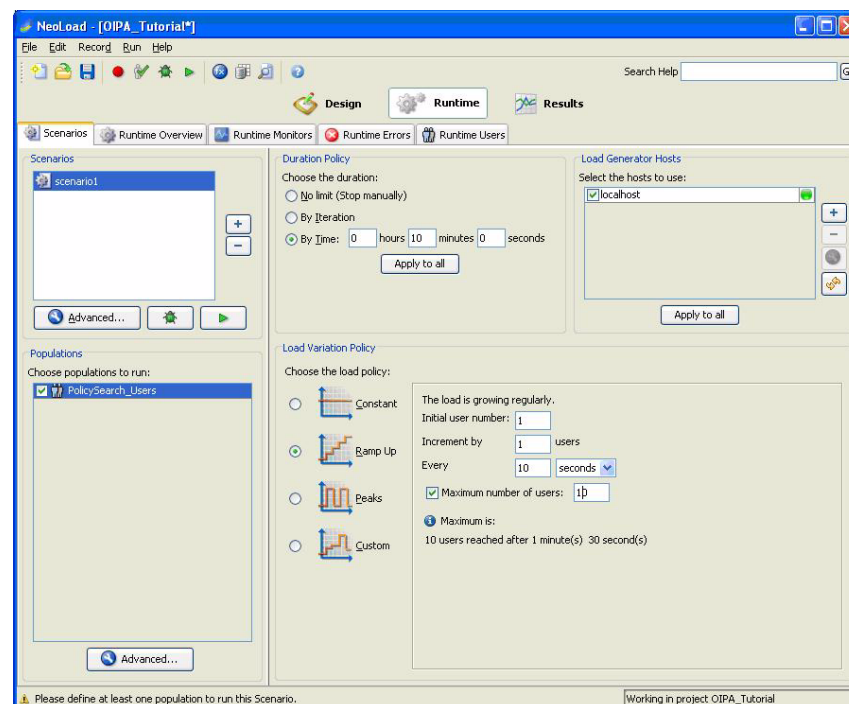 NeoLoad - [OIPA_Tutorial*]
File Edit Record Run Help
Search Help
G
Design Runtime Results
Scenarios Runtime Overview Runtime Monitors Runtime Errors Runtime Users
Scenarios
scenario1
Advanced...
Populations
Choose populations to run:
PolicySearch_Users
Advanced...
Duration Policy
Choose the duration:
No limit (Stop manually)
By Iteration
By Time: 0 hours 10 minutes 0 seconds
Apply to all
Load Generator Hosts
Select the hosts to use:
localhost
Apply to all
Load Variation Policy
Choose the load policy:
Constant
Ramp Up
Peaks
Custom
The load is growing regularly.
Initial user number: 1
Increment by 1 users
Every 10 seconds
Maximum number of users: 10
Maximum is:
10 users reached after 1 minute(s) 30 second(s)
Please define at least one population to run this Scenario.
Working in project OIPA_Tutorial